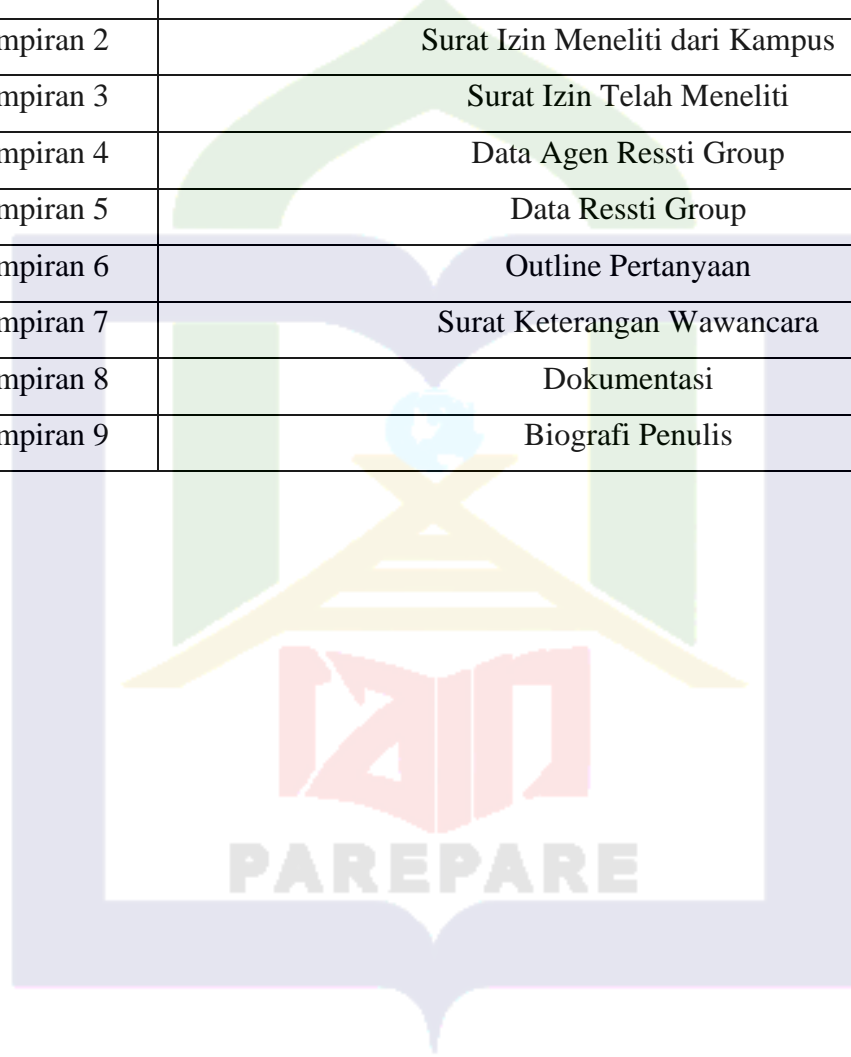 mpiran 2 Surat Izin Meneliti dari Kampus
mpiran 3 Surat Izin Telah Meneliti
mpiran 4 Data Agen Ressti Group
mpiran 5 Data Ressti Group
mpiran 6 Outline Pertanyaan
mpiran 7 Surat Keterangan Wawancara
mpiran 8 Dokumentasi
mpiran 9 Biografi Penulis
iain
PAREPARE